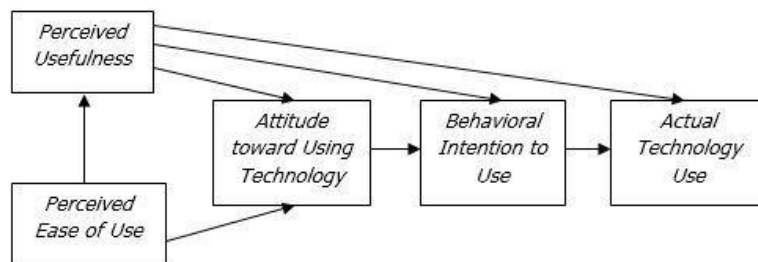 Perceived
Usefulness
Attitude
toward Using
Technology
Behavioral
Intention to
Use
Actual
Technology
Use
Perceived
Ease of Use